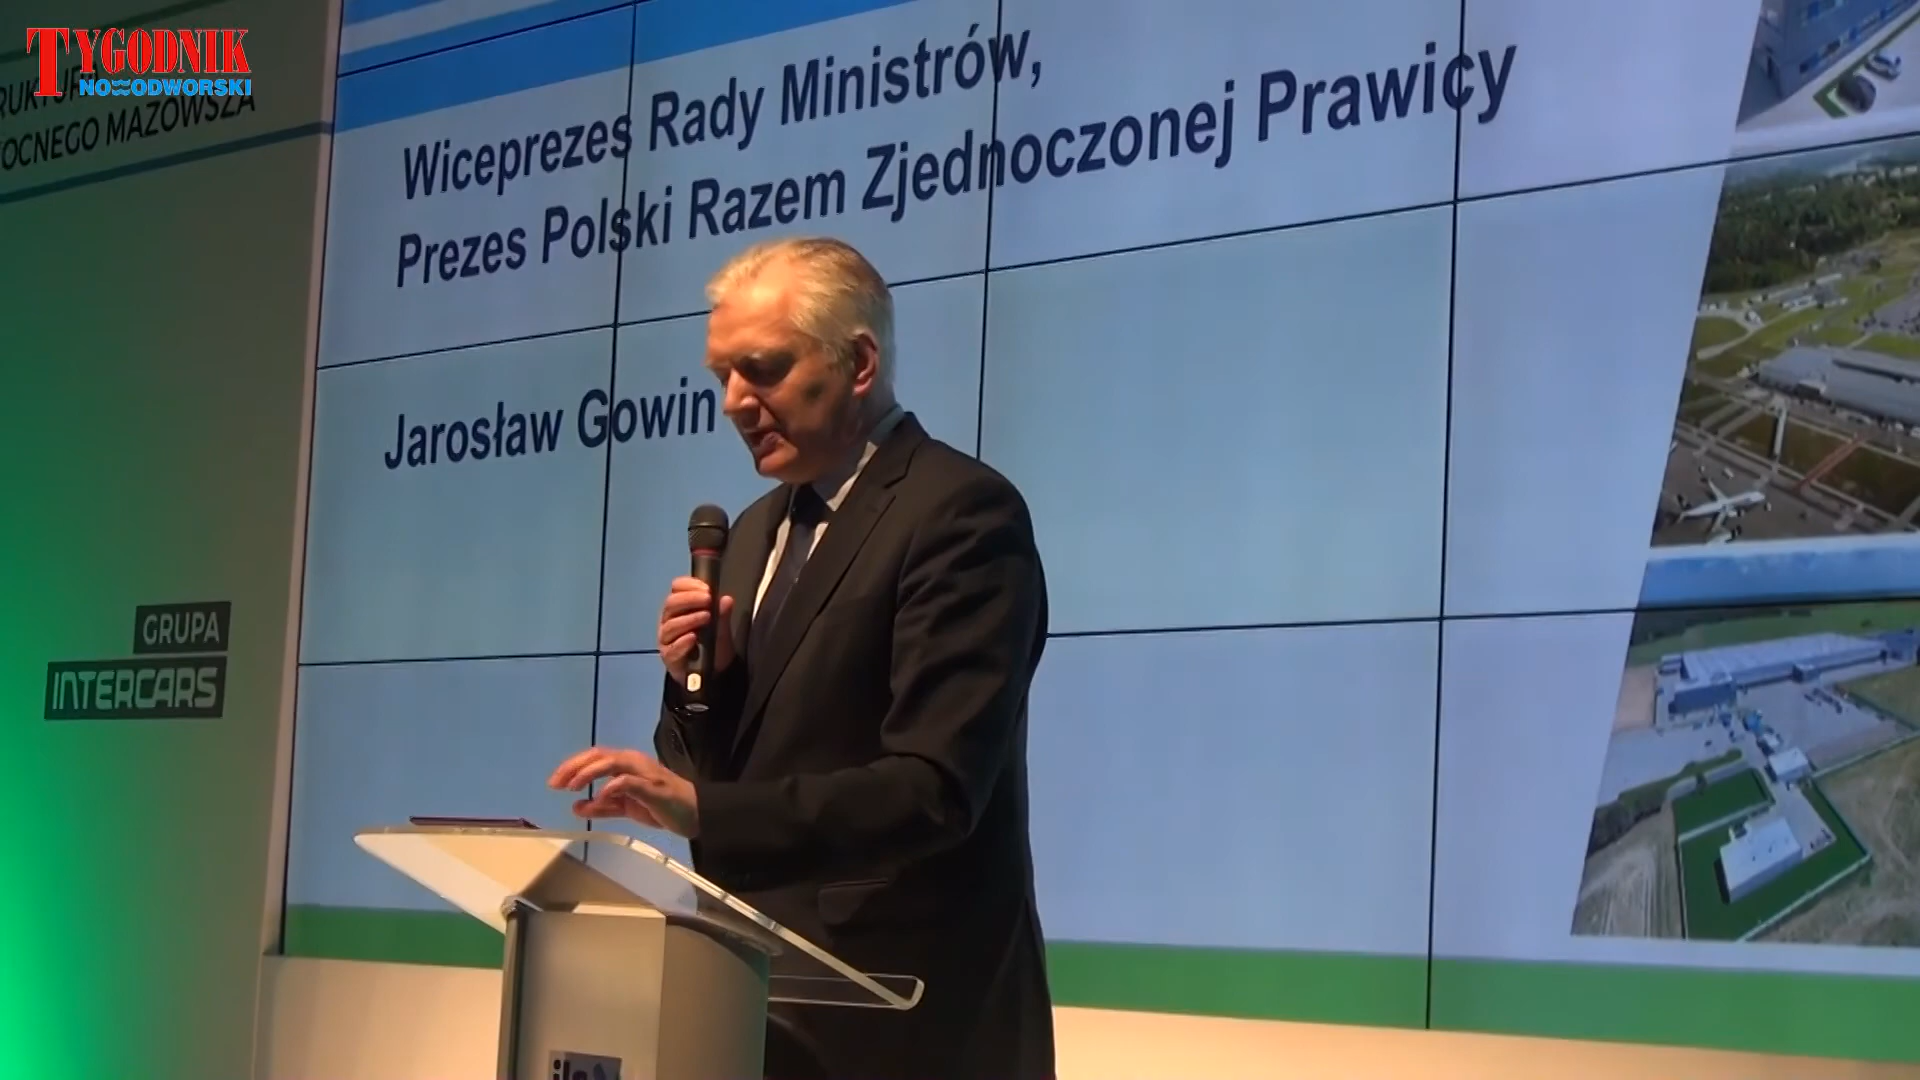 TYGODNIK
NOWODWORSKI
OCNEGO MAZOWSZA
Wiceprezes Rady Ministrów,
Prezes Polski Razem Zjednoczonej Prawicy
Jarosław Gowin
GRUPA
INTERCARS